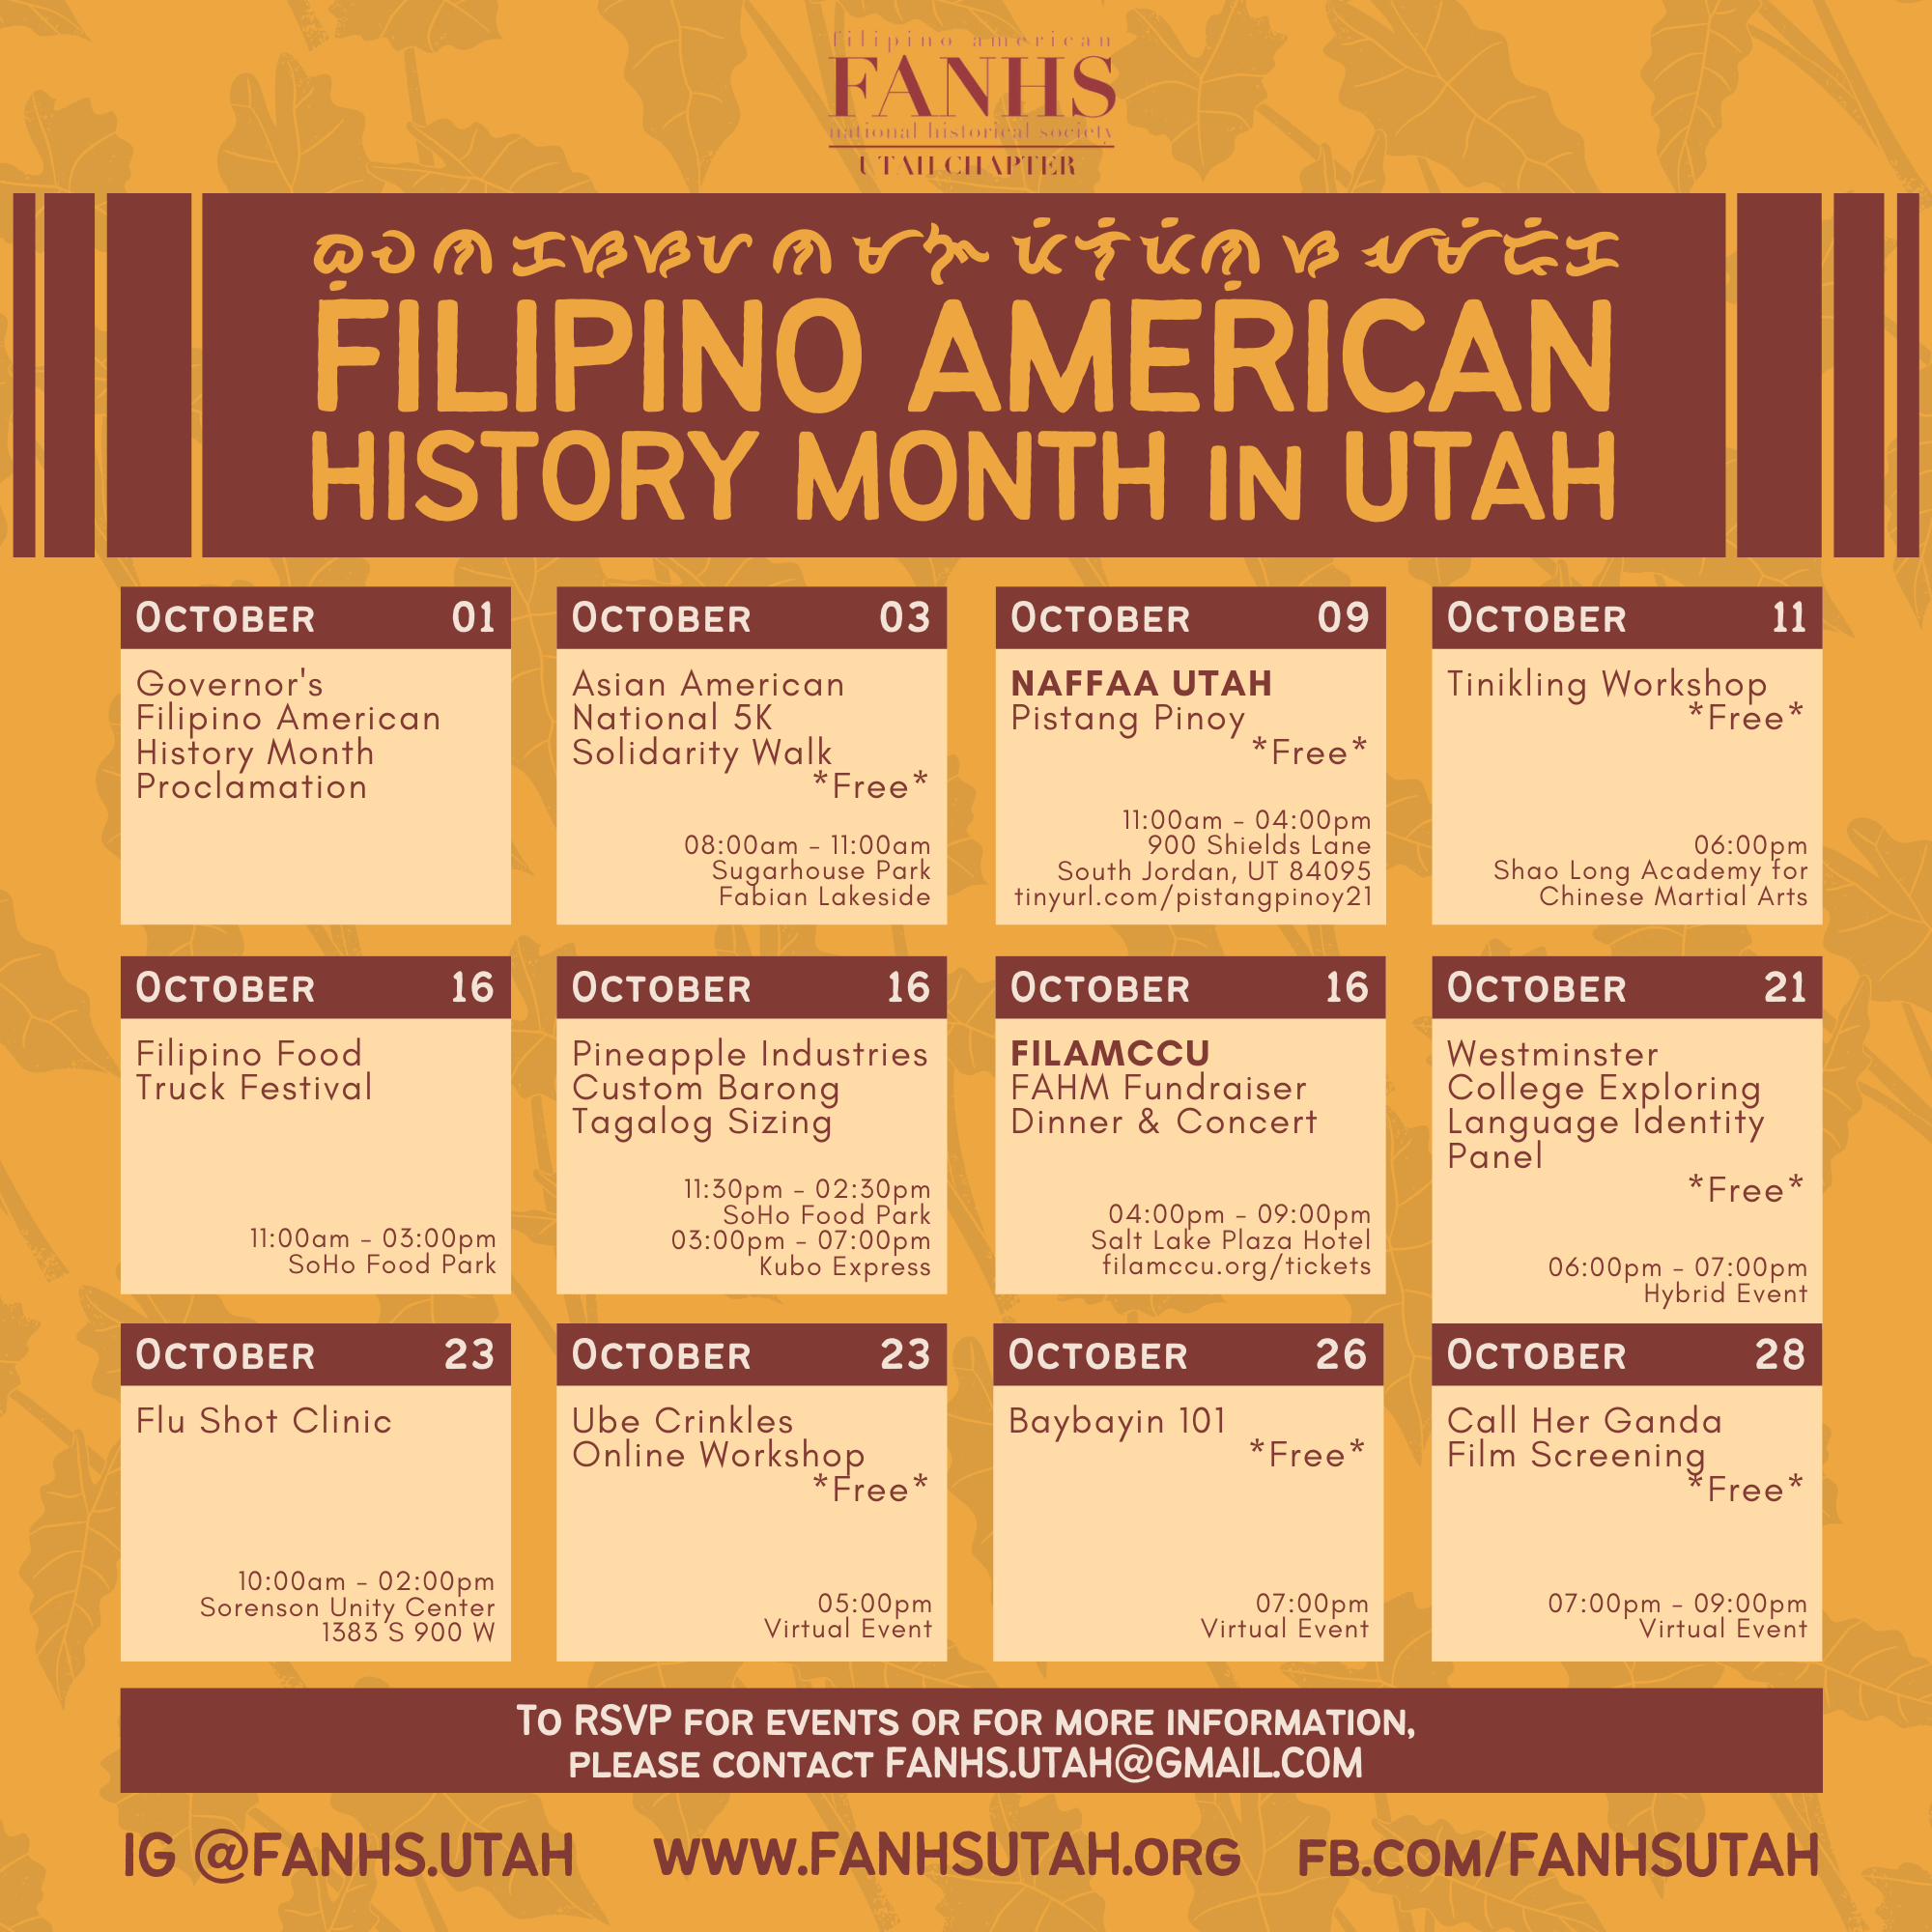 filipino american
FANHS
national historical society
UTAH CHAPTER
FILIPINO AMERICAN
HISTORY MONTH IN UTAH
OCTOBER 01
Governor's
Filipino American
History Month
Proclamation
OCTOBER 03
Asian American
National 5K
Solidarity Walk
*Free*
08:00am - 11:00am
Sugarhouse Park
Fabian Lakeside
OCTOBER 09
NAFFAA UTAH
Pistang Pinoy
*Free*
11:00am - 04:00pm
900 Shields Lane
South Jordan, UT 84095
tinyurl.com/pistangpinoy21
OCTOBER 11
Tinikling Workshop
*Free*
06:00pm
Shao Long Academy for
Chinese Martial Arts
OCTOBER 16
Filipino Food
Truck Festival
11:00am - 03:00pm
SoHo Food Park
OCTOBER 16
Pineapple Industries
Custom Barong
Tagalog Sizing
11:30pm - 02:30pm
SoHo Food Park
03:00pm - 07:00pm
Kubo Express
OCTOBER 16
FILAMCCU
FAHM Fundraiser
Dinner & Concert
04:00pm - 09:00pm
Salt Lake Plaza Hotel
filamccu.org/tickets
OCTOBER 21
Westminster
College Exploring
Language Identity
Panel
*Free*
06:00pm - 07:00pm
Hybrid Event
OCTOBER 23
Flu Shot Clinic
10:00am - 02:00pm
Sorenson Unity Center
1383 S 900 W
OCTOBER 23
Ube Crinkles
Online Workshop
*Free*
05:00pm
Virtual Event
OCTOBER 26
Baybayin 101
*Free*
07:00pm
Virtual Event
OCTOBER 28
Call Her Ganda
Film Screening
*Free*
07:00pm - 09:00pm
Virtual Event
TO RSVP FOR EVENTS OR FOR MORE INFORMATION,
PLEASE CONTACT FANHS.UTAH@GMAIL.COM
IG @FANHS.UTAH
WWW.FANHSUTAH.ORG
FB.COM/FANHSUTAH